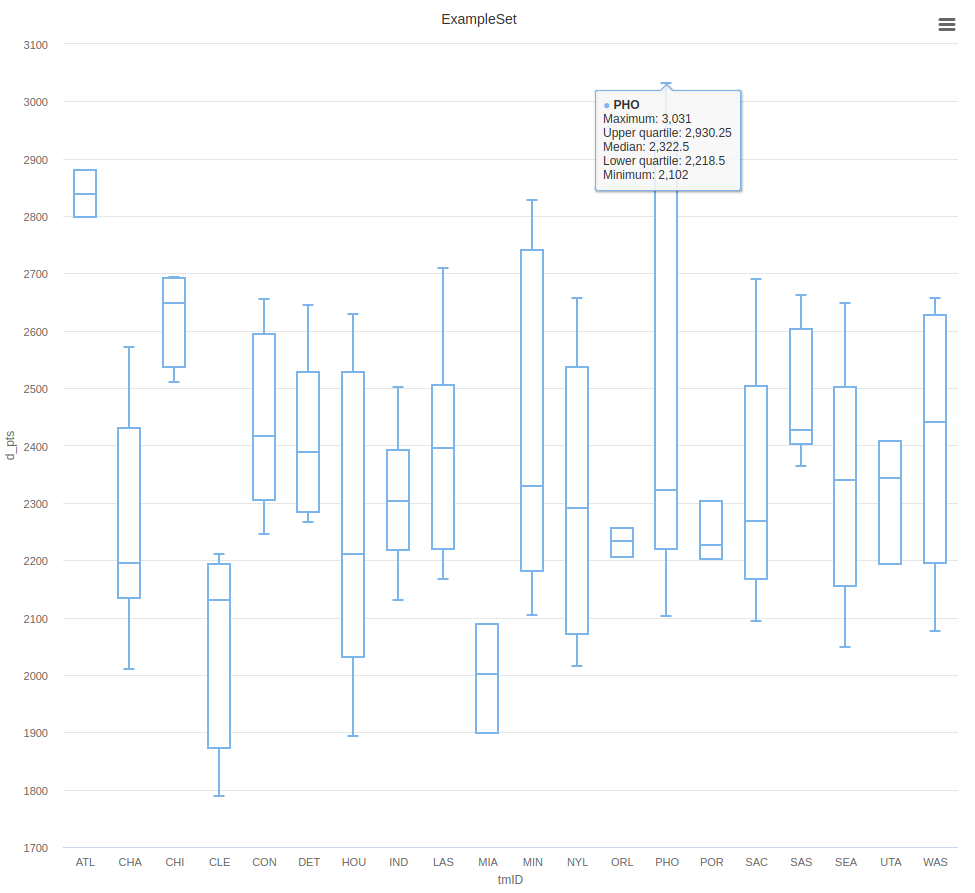 ExampleSet
3100
3000
2900
2800
2700
2600
2500
2400
2300
2200
2100
2000
1900
1800
1700
d_pts
● PHO
Maximum: 3,031
Upper quartile: 2,930.25
Median: 2,322.5
Lower quartile: 2,218.5
Minimum: 2,102
ATL CHA CHI CLE CON DET HOU IND LAS MIA MIN NYL ORL PHO POR SAC SAS SEA UTA WAS
tmID